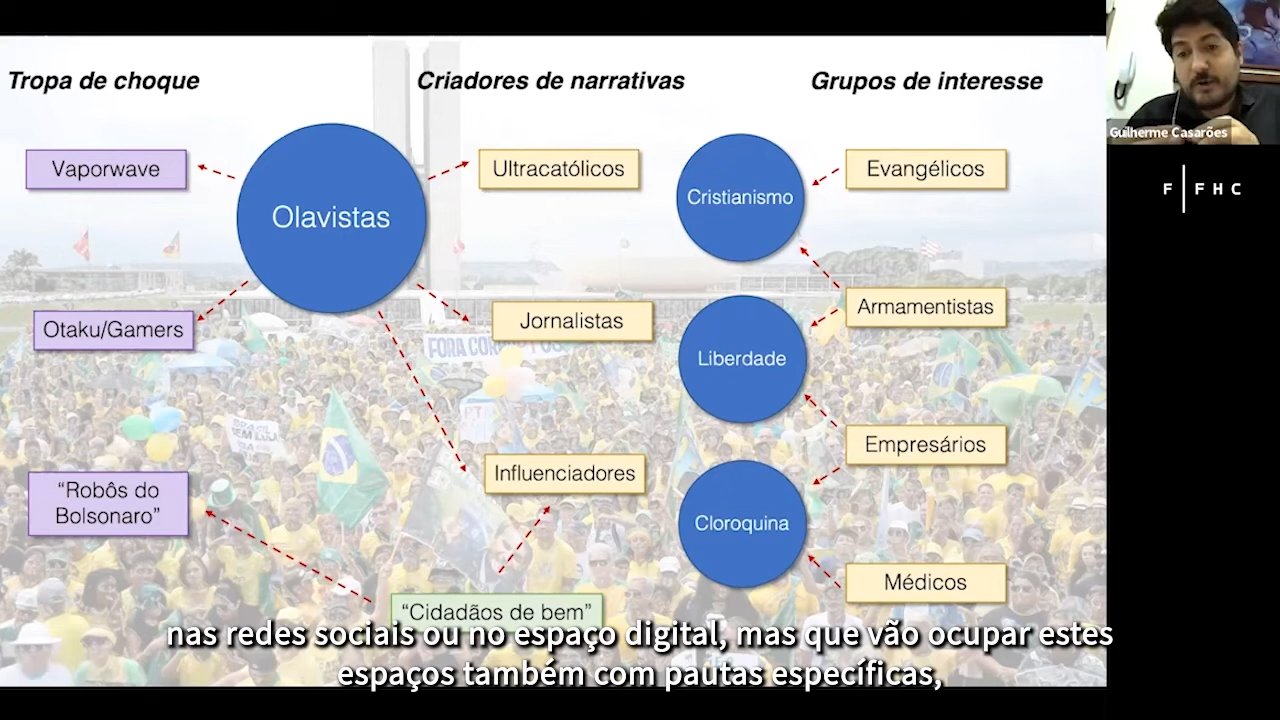 Tropa de choque
Criadores de narrativas
Grupos de interesse
Guilherme Casarões
F FHC
Vaporwave
Olavistas
Ultracatólicos
Cristianismo
Evangélicos
Otaku/Gamers
Jornalistas
Armamentistas
Liberdade
FORA
Influenciadores
Empresários
“Robôs do
Bolsonaro”
Cloroquina
Médicos
“Cidadãos de bem”
nas redes sociais ou no espaço digital, mas que vão ocupar estes
espaços também com pautas específicas,